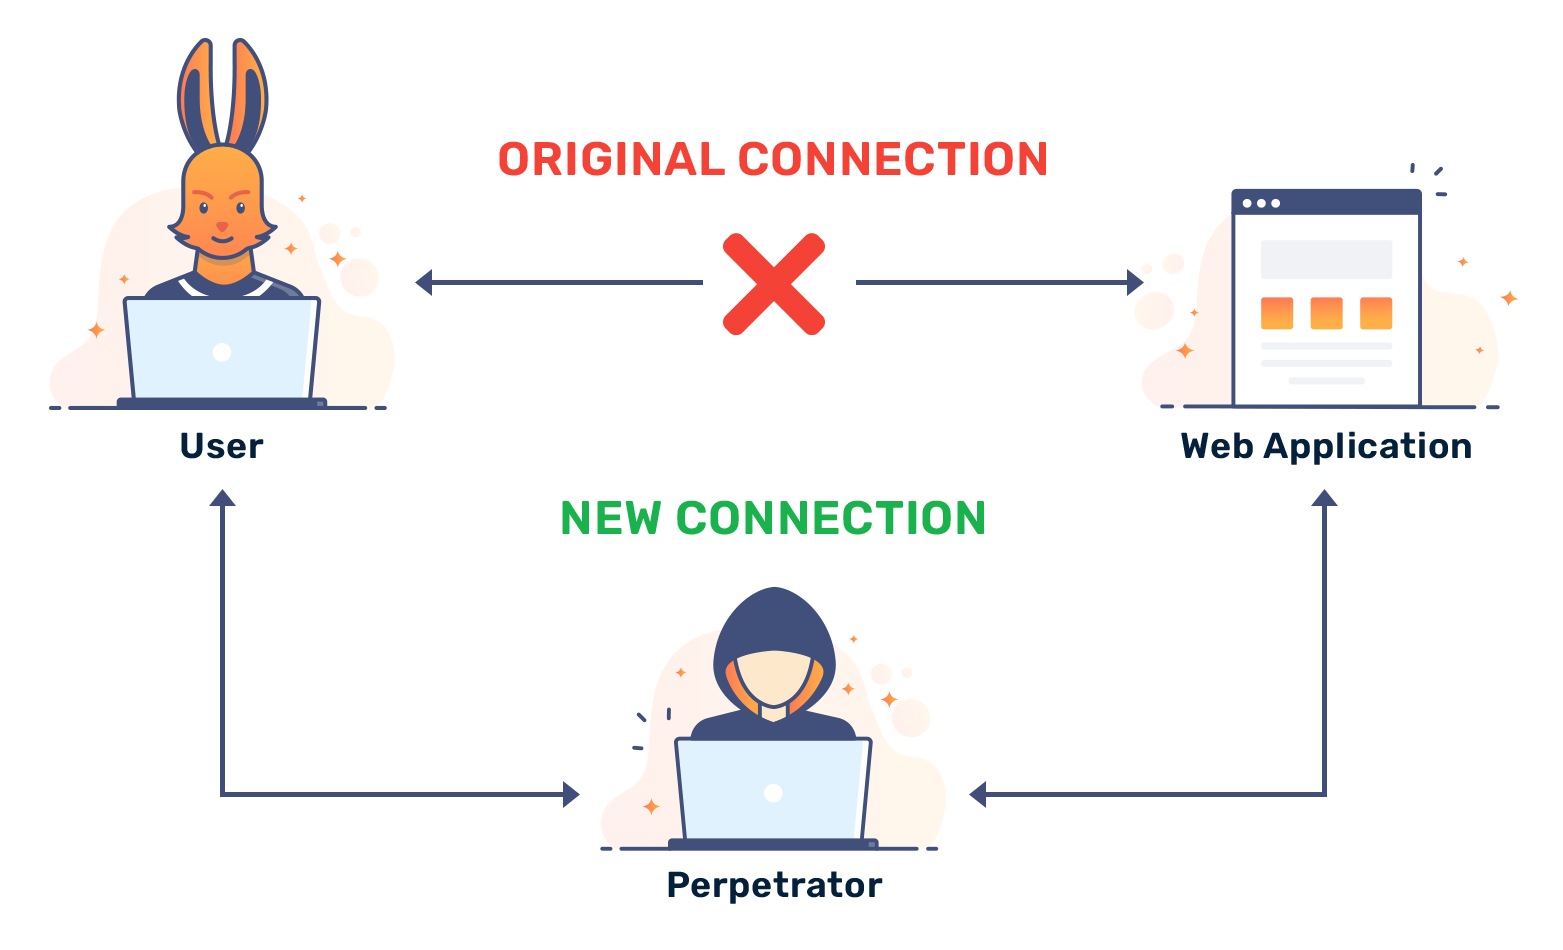 ORIGINAL CONNECTION
User
Web Application
NEW CONNECTION
Perpetrator